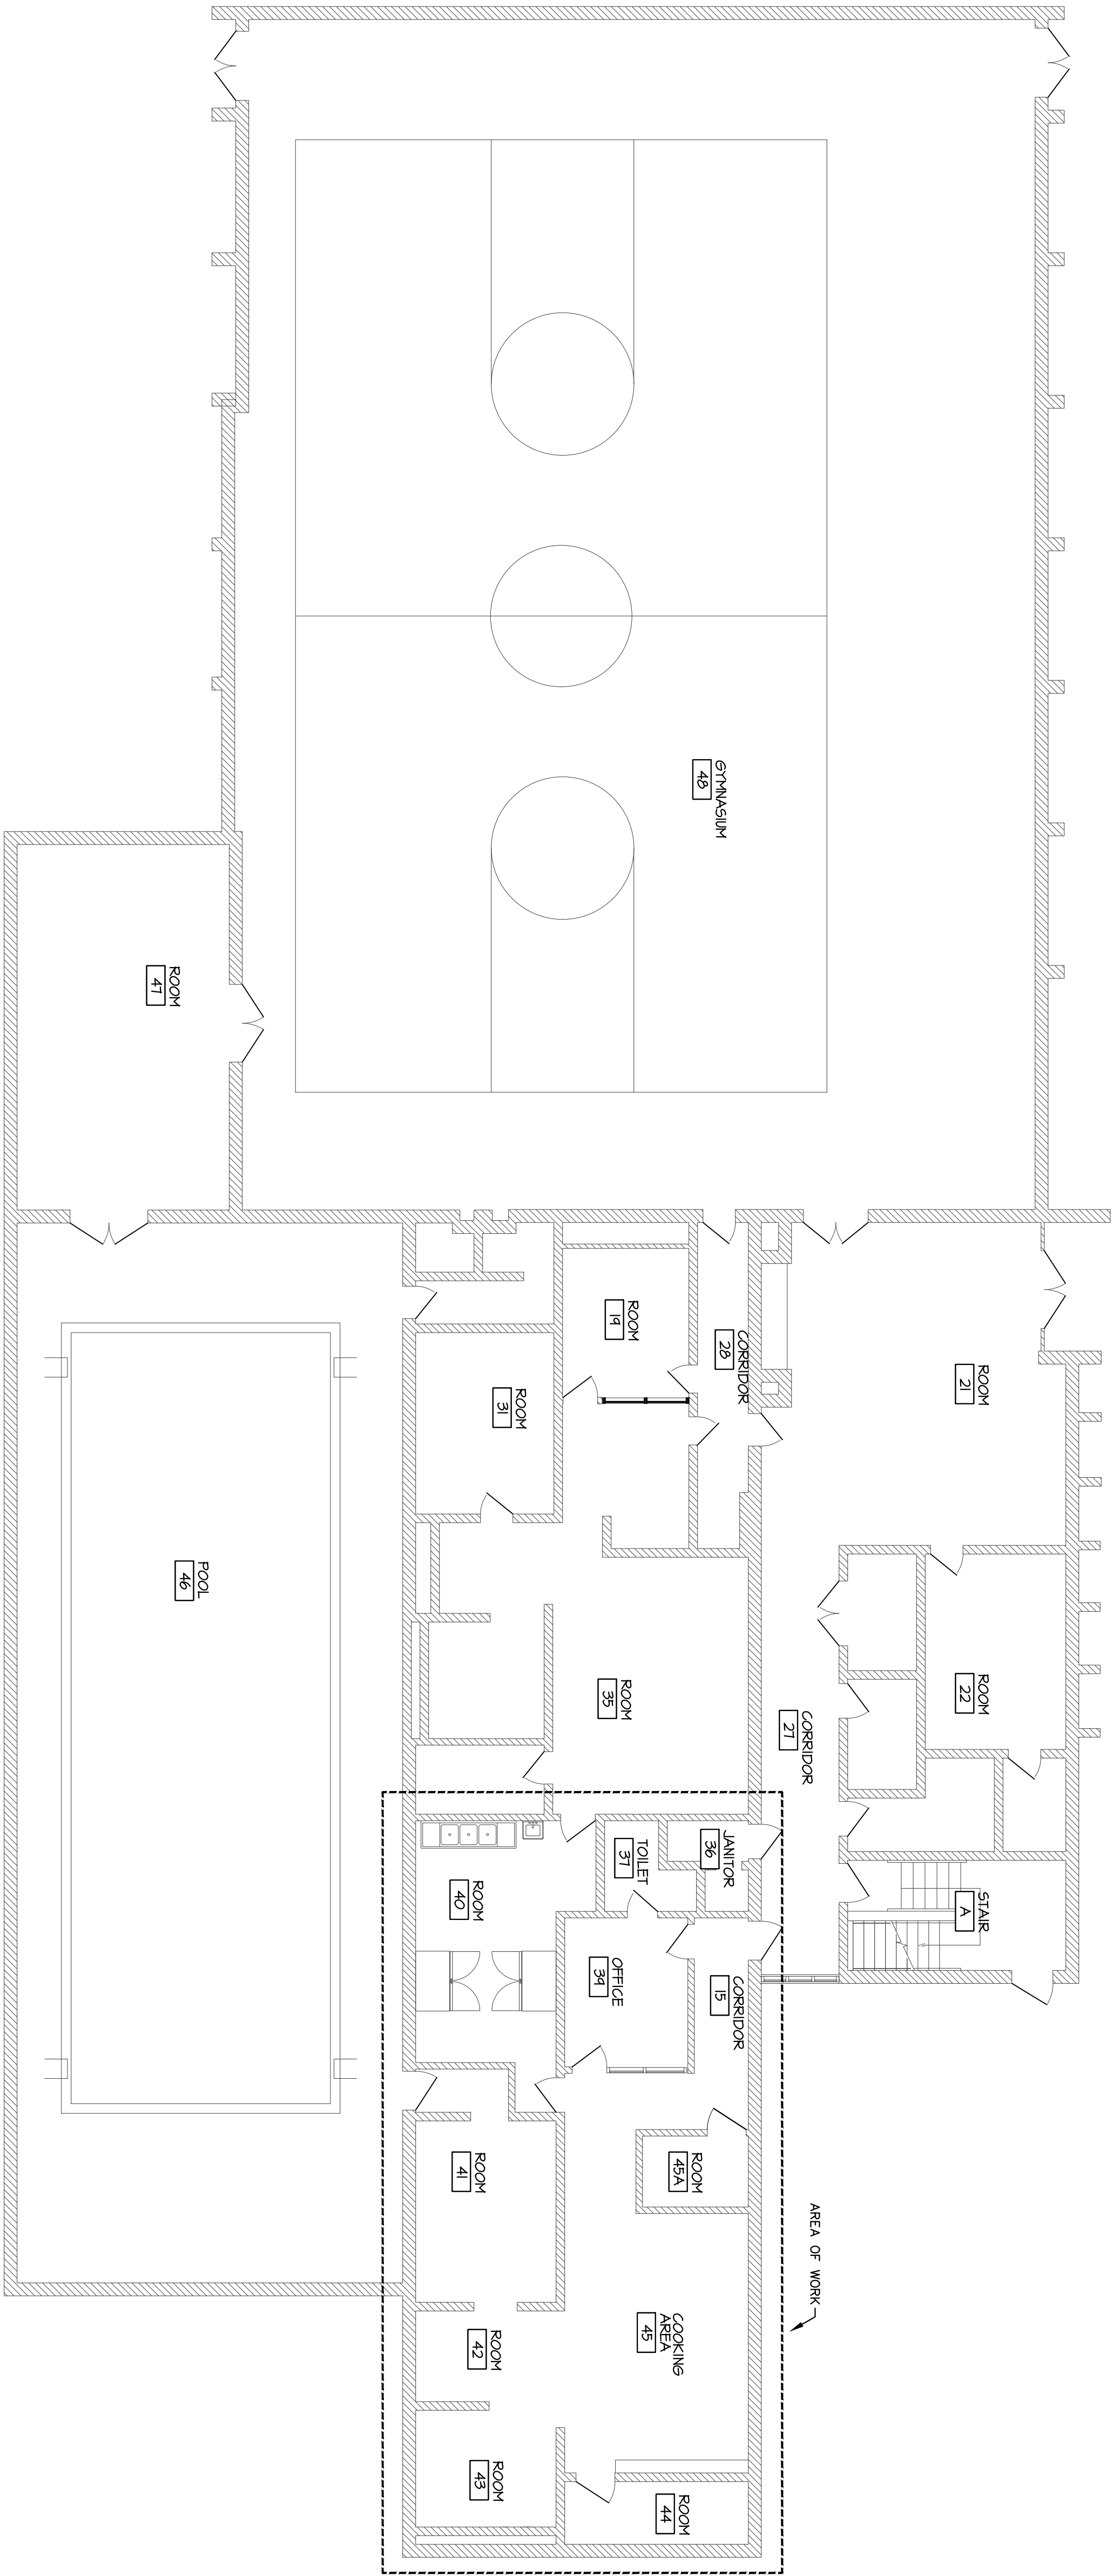 GYMNASIUM
48
ROOM
47
CORRIDOR
28
ROOM
19
ROOM
31
ROOM
21
ROOM
22
ROOM
35
CORRIDOR
27
POOL
46
STAIR
A
JANITOR
36
TOILET
37
ROOM
40
OFFICE
39
CORRIDOR
15
ROOM
45A
ROOM
41
AREA OF WORK
COOKING
AREA
45
ROOM
42
ROOM
43
ROOM
44